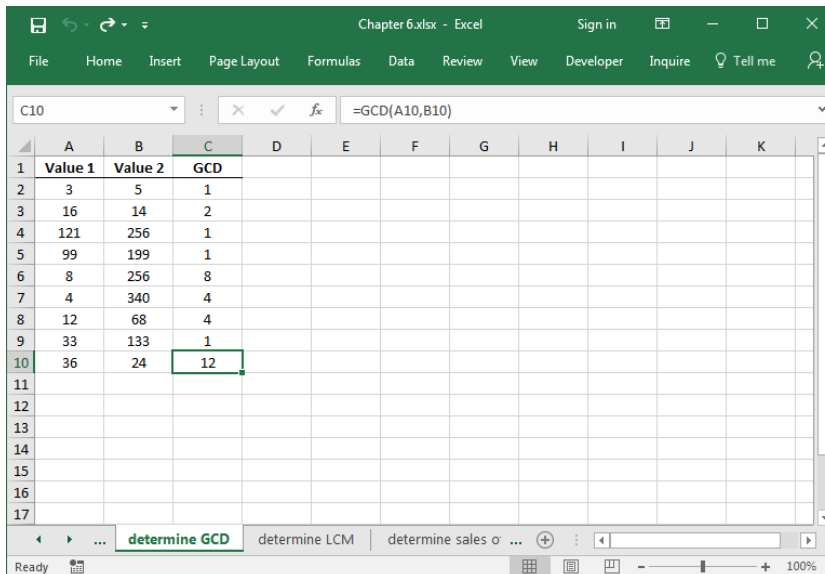 Chapter 6.xlsx - Excel Sign in
File Home Insert Page Layout Formulas Data Review View Developer Inquire Tell me
C10 fx =GCD(A10,B10)
A B C D E F G H I J K
1 Value 1 Value 2 GCD
2 3 5 1
3 16 14 2
4 121 256 1
5 99 199 1
6 8 256 8
7 4 340 4
8 12 68 4
9 33 133 1
10 36 24 12
11
12
13
14
15
16
17
... determine GCD determine LCM determine sales o ...
Ready 100%